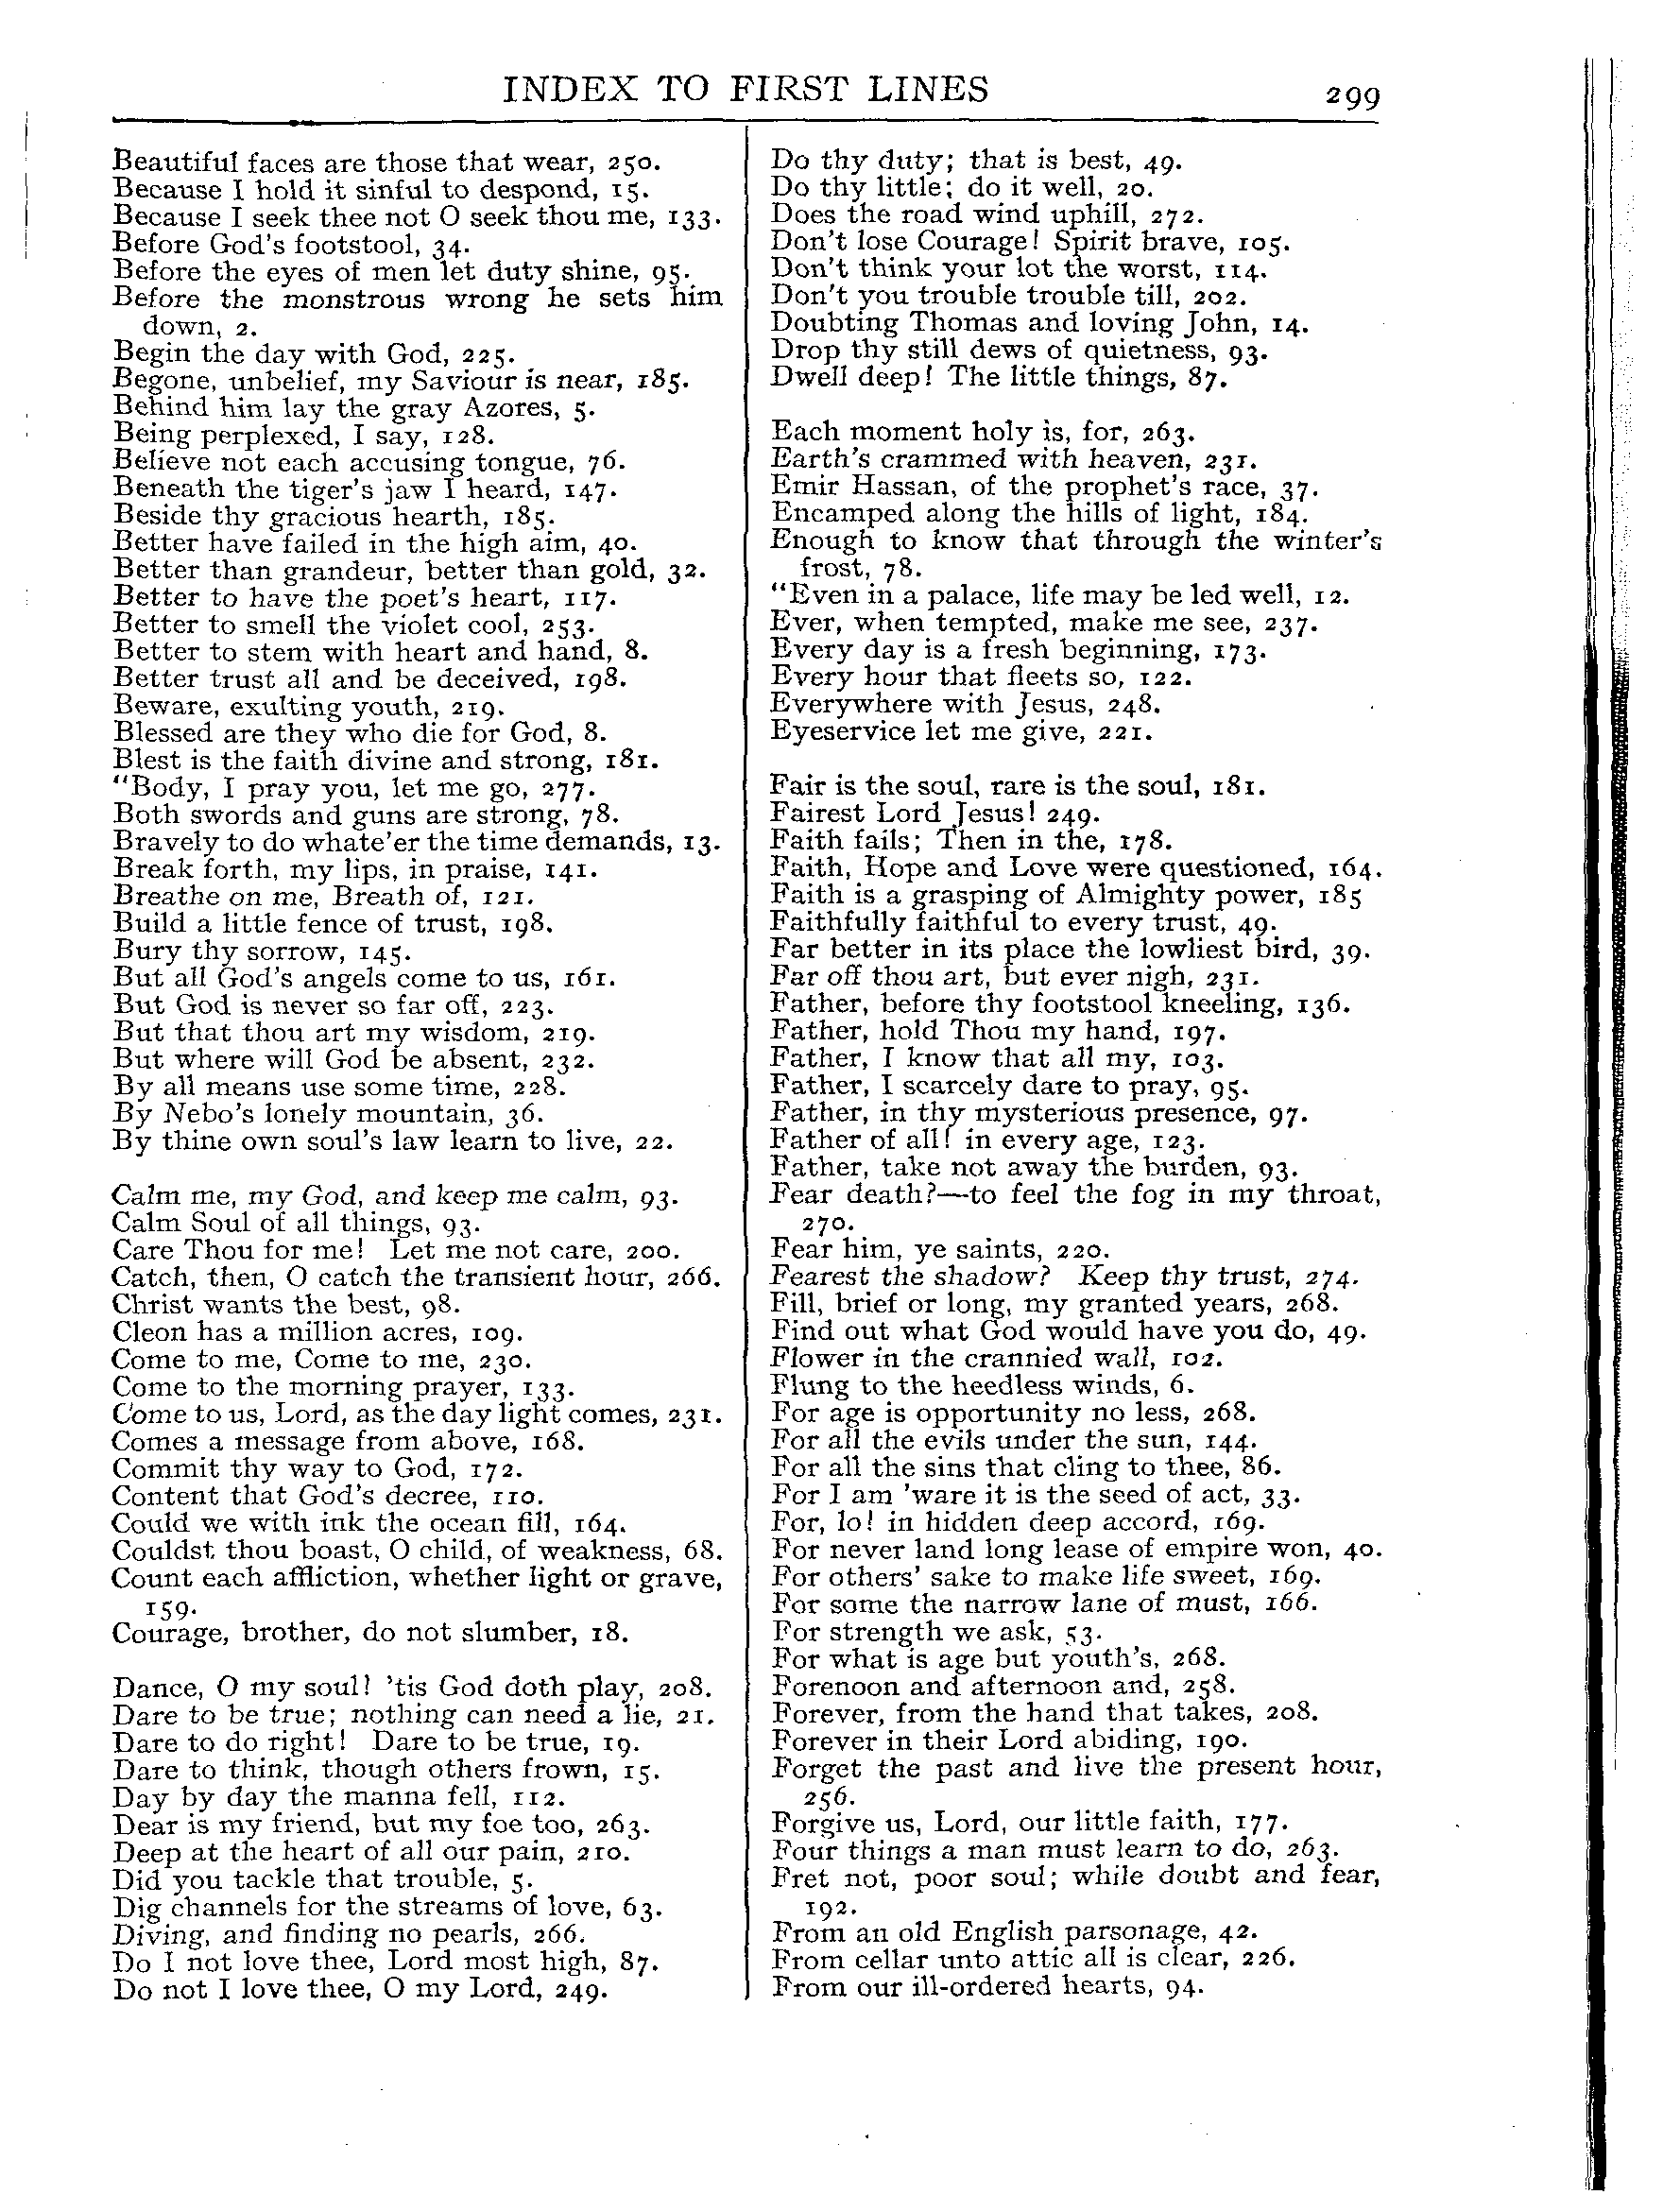 INDEX TO FIRST LINES 299
Beautiful faces are those that wear, 250.
Because I hold it sinful to despond, 15.
Because I seek thee not O seek thou me, 133.
Before God's footstool, 34.
Before the eyes of men let duty shine, 95.
Before the monstrous wrong he sets him
down, 2.
Begin the day with God, 225.
Begone, unbelief, my Saviour is near, 185.
Behind him lay the gray Azores, 5.
Being perplexed, I say, 128.
Believe not each accusing tongue, 76.
Beneath the tiger's jaw I heard, 147.
Beside thy gracious hearth, 185.
Better have failed in the high aim, 40.
Better than grandeur, better than gold, 32.
Better to have the poet's heart, 117.
Better to smell the violet cool, 253.
Better to stem with heart and hand, 8.
Better trust all and be deceived, 198.
Beware, exulting youth, 219.
Blessed are they who die for God, 8.
Blest is the faith divine and strong, 181.
"Body, I pray you, let me go, 277.
Both swords and guns are strong, 78.
Bravely to do whate'er the time demands, 13.
Break forth, my lips, in praise, 141.
Breathe on me, Breath of, 121.
Build a little fence of trust, 198.
Bury thy sorrow, 145.
But all God's angels come to us, 161.
But God is never so far off, 223.
But that thou art my wisdom, 219.
But where will God be absent, 232.
By all means use some time, 228.
By Nebo's lonely mountain, 36.
By thine own soul's law learn to live, 22.
Calm me, my God, and keep me calm, 93.
Calm Soul of all things, 93.
Care Thou for me! Let me not care, 200.
Catch, then, O catch the transient hour, 266.
Christ wants the best, 98.
Cleon has a million acres, 109.
Come to me, Come to me, 230.
Come to the morning prayer, 133.
Come to us, Lord, as the day light comes, 231.
Comes a message from above, 168.
Commit thy way to God, 172.
Content that God's decree, 110.
Could we with ink the ocean fill, 164.
Couldst thou boast, O child, of weakness, 68.
Count each affliction, whether light or grave,
159.
Courage, brother, do not slumber, 18.
Dance, O my soul! 'tis God doth play, 208.
Dare to be true; nothing can need a lie, 21.
Dare to do right! Dare to be true, 19.
Dare to think, though others frown, 15.
Day by day the manna fell, 112.
Dear is my friend, but my foe too, 263.
Deep at the heart of all our pain, 210.
Did you tackle that trouble, 5.
Dig channels for the streams of love, 63.
Diving, and finding no pearls, 266.
Do I not love thee, Lord most high, 87.
Do not I love thee, O my Lord, 249.
Do thy duty; that is best, 49.
Do thy little; do it well, 20.
Does the road wind uphill, 272.
Don't lose Courage! Spirit brave, 105.
Don't think your lot the worst, 114.
Don't you trouble trouble till, 202.
Doubting Thomas and loving John, 14.
Drop thy still dews of quietness, 93.
Dwell deep! The little things, 87.
Each moment holy is, for, 263.
Earth's crammed with heaven, 231.
Emir Hassan, of the prophet's race, 37.
Encamped along the hills of light, 184.
Enough to know that through the winter's
frost, 78.
"Even in a palace, life may be led well, 12.
Ever, when tempted, make me see, 237.
Every day is a fresh beginning, 173.
Every hour that fleets so, 122.
Everywhere with Jesus, 248.
Eyeservice let me give, 221.
Fair is the soul, rare is the soul, 181.
Fairest Lord Jesus! 249.
Faith fails; Then in the, 178.
Faith, Hope and Love were questioned, 164.
Faith is a grasping of Almighty power, 185
Faithfully faithful to every trust, 49.
Far better in its place the lowliest bird, 39.
Far off thou art, but ever nigh, 231.
Father, before thy footstool kneeling, 136.
Father, hold Thou my hand, 197.
Father, I know that all my, 103.
Father, I scarcely dare to pray, 95.
Father, in thy mysterious presence, 97.
Father of all! in every age, 123.
Father, take not away the burden, 93.
Fear death?—to feel the fog in my throat,
270.
Fear him, ye saints, 220.
Fearest the shadow? Keep thy trust, 274.
Fill, brief or long, my granted years, 268.
Find out what God would have you do, 49.
Flower in the crannied wall, 102.
Flung to the heedless winds, 6.
For age is opportunity no less, 268.
For all the evils under the sun, 144.
For all the sins that cling to thee, 86.
For I am 'ware it is the seed of act, 33.
For, lo! in hidden deep accord, 169.
For never land long lease of empire won, 40.
For others' sake to make life sweet, 169.
For some the narrow lane of must, 166.
For strength we ask, 53.
For what is age but youth's, 268.
Forenoon and afternoon and, 258.
Forever, from the hand that takes, 208.
Forever in their Lord abiding, 190.
Forget the past and live the present hour,
256.
Forgive us, Lord, our little faith, 177.
Four things a man must learn to do, 263.
Fret not, poor soul; while doubt and fear,
192.
From an old English parsonage, 42.
From cellar unto attic all is clear, 226.
From our ill-ordered hearts, 94.